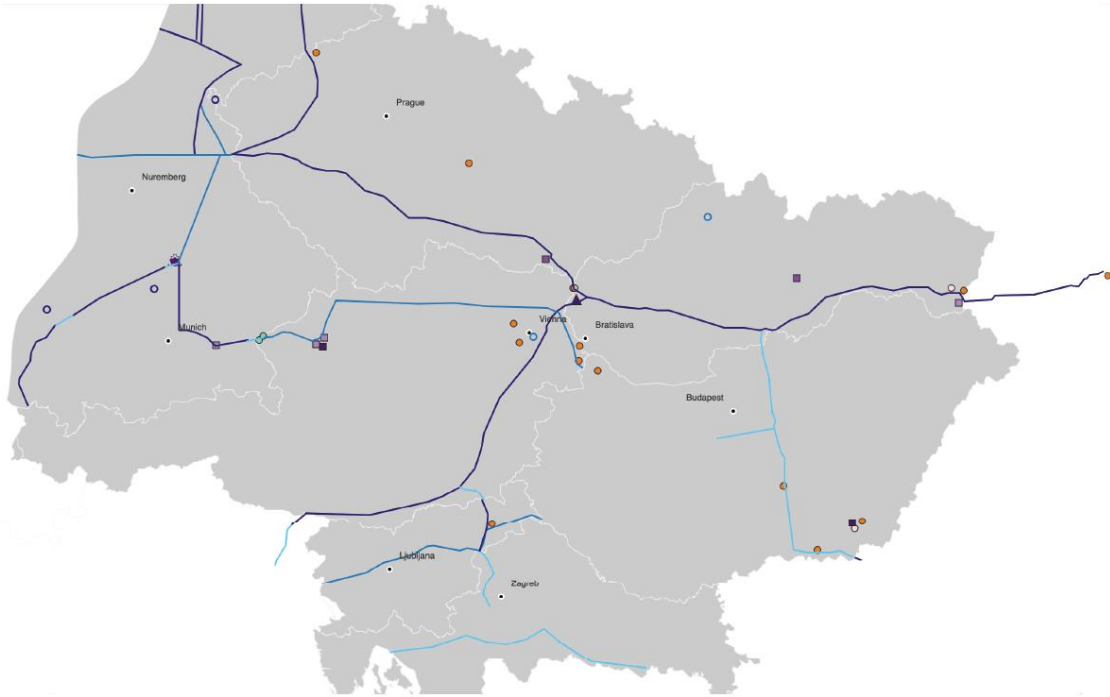 Prague
Nuremberg
Munich
Vienna
Bratislava
Budapest
Ljubljana
Zagreb